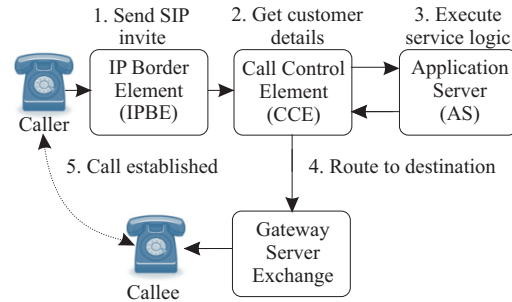 1. Send SIP
invite
2. Get customer
details
3. Execute
service logic
IP Border
Element
(IPBE)
Call Control
Element
(CCE)
Application
Server
(AS)
Caller
5. Call established
4. Route to destination
Gateway
Server
Exchange
Callee